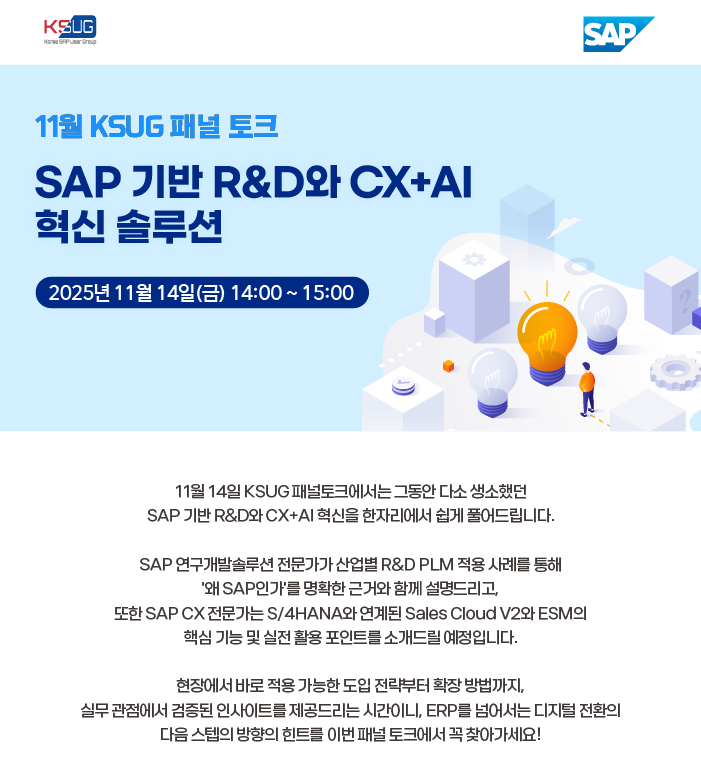 KSUG
Korea SAP User Group
SAP
11월 KSUG 패널 토크
SAP 기반 R&D와 CX+AI
혁신 솔루션
2025년 11월 14일(금) 14:00 ~ 15:00
11월 14일 KSUG 패널토크에서는 그동안 다소 생소했던
SAP 기반 R&D와 CX+AI 혁신을 한자리에서 쉽게 풀어드립니다.
SAP 연구개발솔루션 전문가가 산업별 R&D PLM 적용 사례를 통해
'왜 SAP인가'를 명확한 근거와 함께 설명드리고,
또한 SAP CX 전문가는 S/4HANA와 연계된 Sales Cloud V2와 ESM의
핵심 기능 및 실전 활용 포인트를 소개드릴 예정입니다.
현장에서 바로 적용 가능한 도입 전략부터 확장 방법까지,
실무 관점에서 검증된 인사이트를 제공드리는 시간이니, ERP를 넘어서는 디지털 전환의
다음 스텝의 방향의 힌트를 이번 패널 토크에서 꼭 찾아가세요!